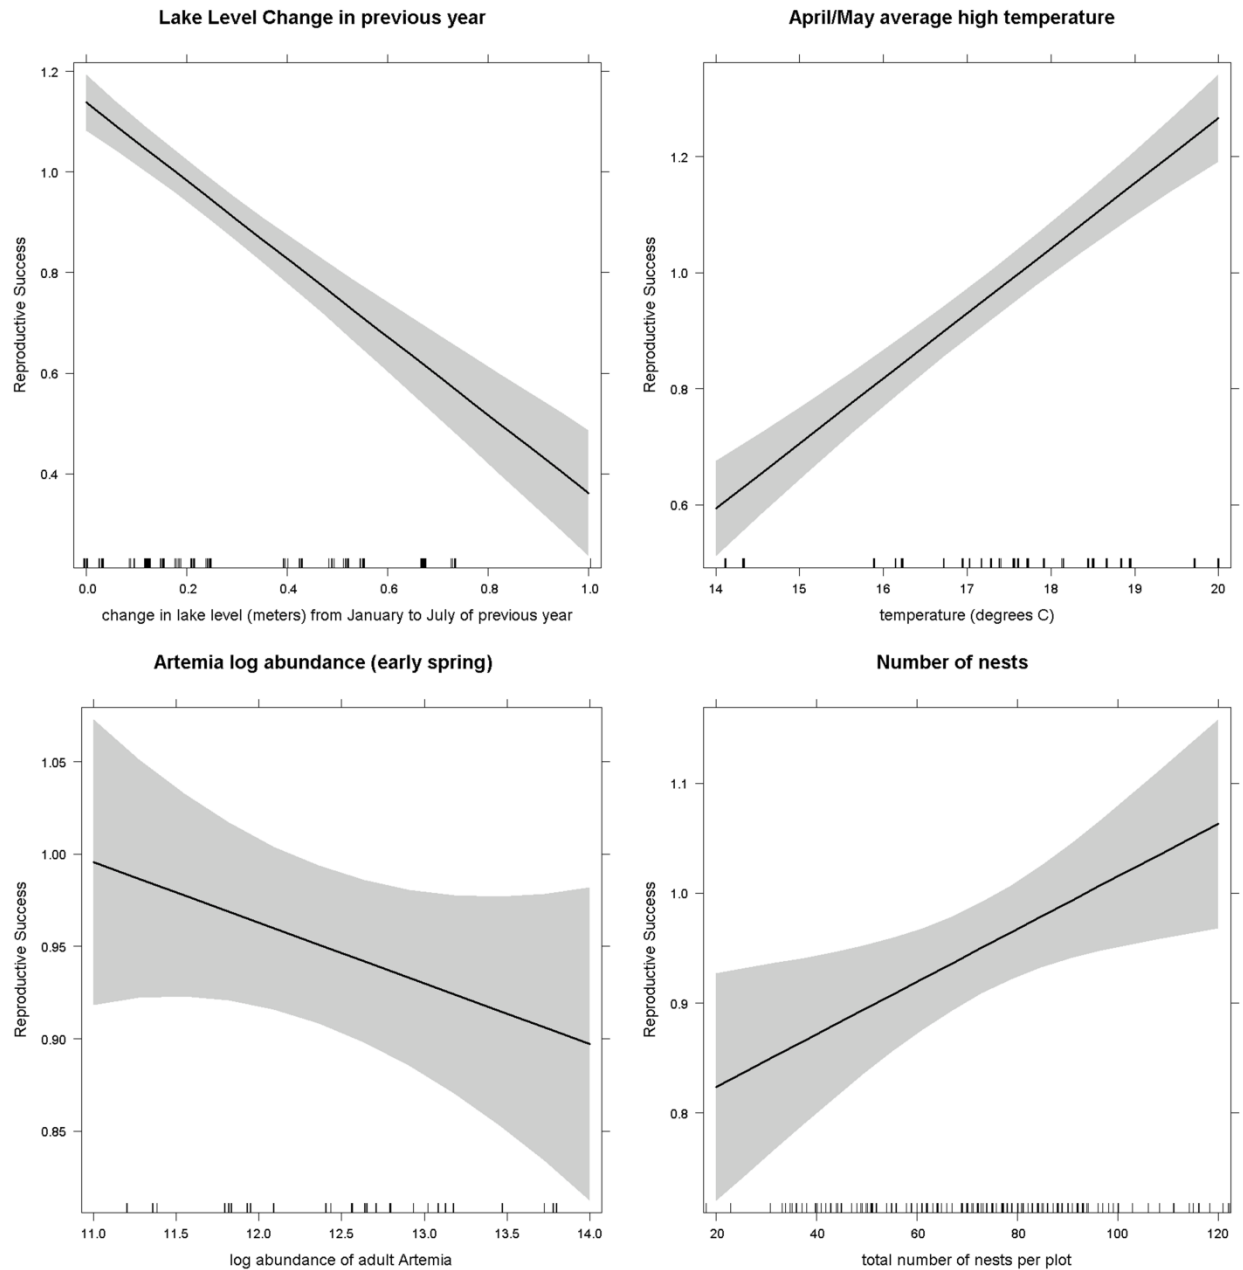 Lake Level Change in previous year
1.2
1.0
0.8
0.6
0.4
Reproductive Success
0.0 0.2 0.4 0.6 0.8 1.0
change in lake level (meters) from January to July of previous year
April/May average high temperature
1.2
1.0
0.8
0.6
Reproductive Success
14 15 16 17 18 19 20
temperature (degrees C)
Artemia log abundance (early spring)
1.05
1.00
0.95
0.90
0.85
Reproductive Success
11.0 11.5 12.0 12.5 13.0 13.5 14.0
log abundance of adult Artemia
Number of nests
1.1
1.0
0.9
0.8
Reproductive Success
20 40 60 80 100 120
total number of nests per plot